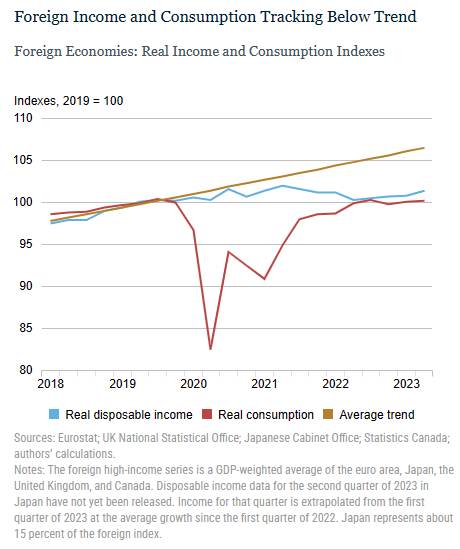 Foreign Income and Consumption Tracking Below Trend
Foreign Economies: Real Income and Consumption Indexes
Indexes, 2019 = 100
110
105
100
95
90
85
80
2018 2019 2020 2021 2022 2023
Real disposable income Real consumption Average trend
Sources: Eurostat; UK National Statistical Office; Japanese Cabinet Office; Statistics Canada;
authors' calculations.
Notes: The foreign high-income series is a GDP-weighted average of the euro area, Japan, the
United Kingdom, and Canada. Disposable income data for the second quarter of 2023 in
Japan have not yet been released. Income for that quarter is extrapolated from the first
quarter of 2023 at the average growth since the first quarter of 2022. Japan represents about
15 percent of the foreign index.